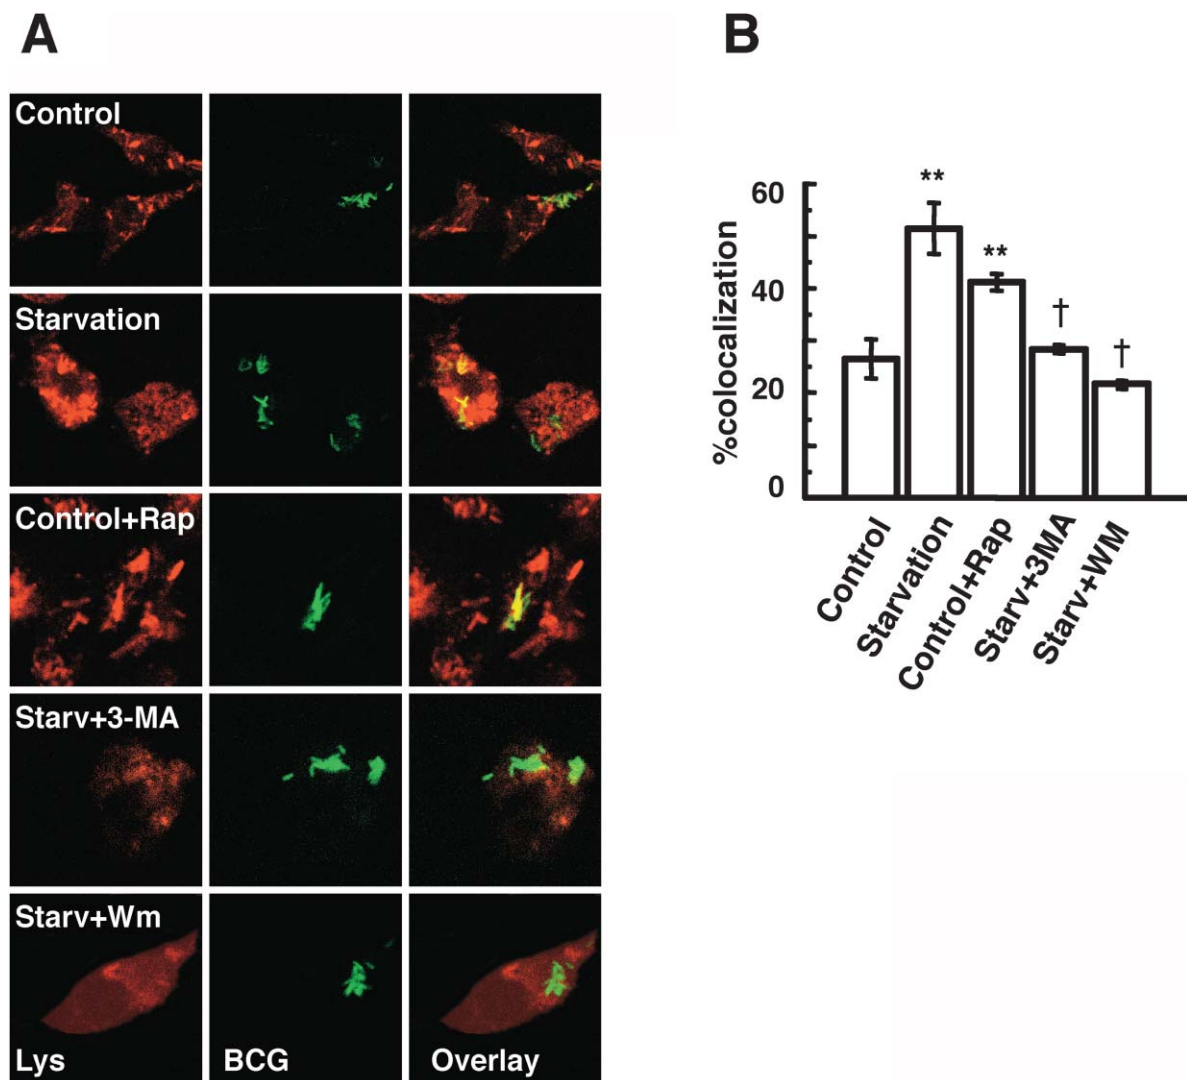 A
Control
Starvation
Control+Rap
Starv+3-MA
Starv+Wm
Lys
BCG
Overlay
B
%colocalization
60
40
20
0
**
**
†
†
Control
Starvation
Control+Rap
Starv+3MA
Starv+WM